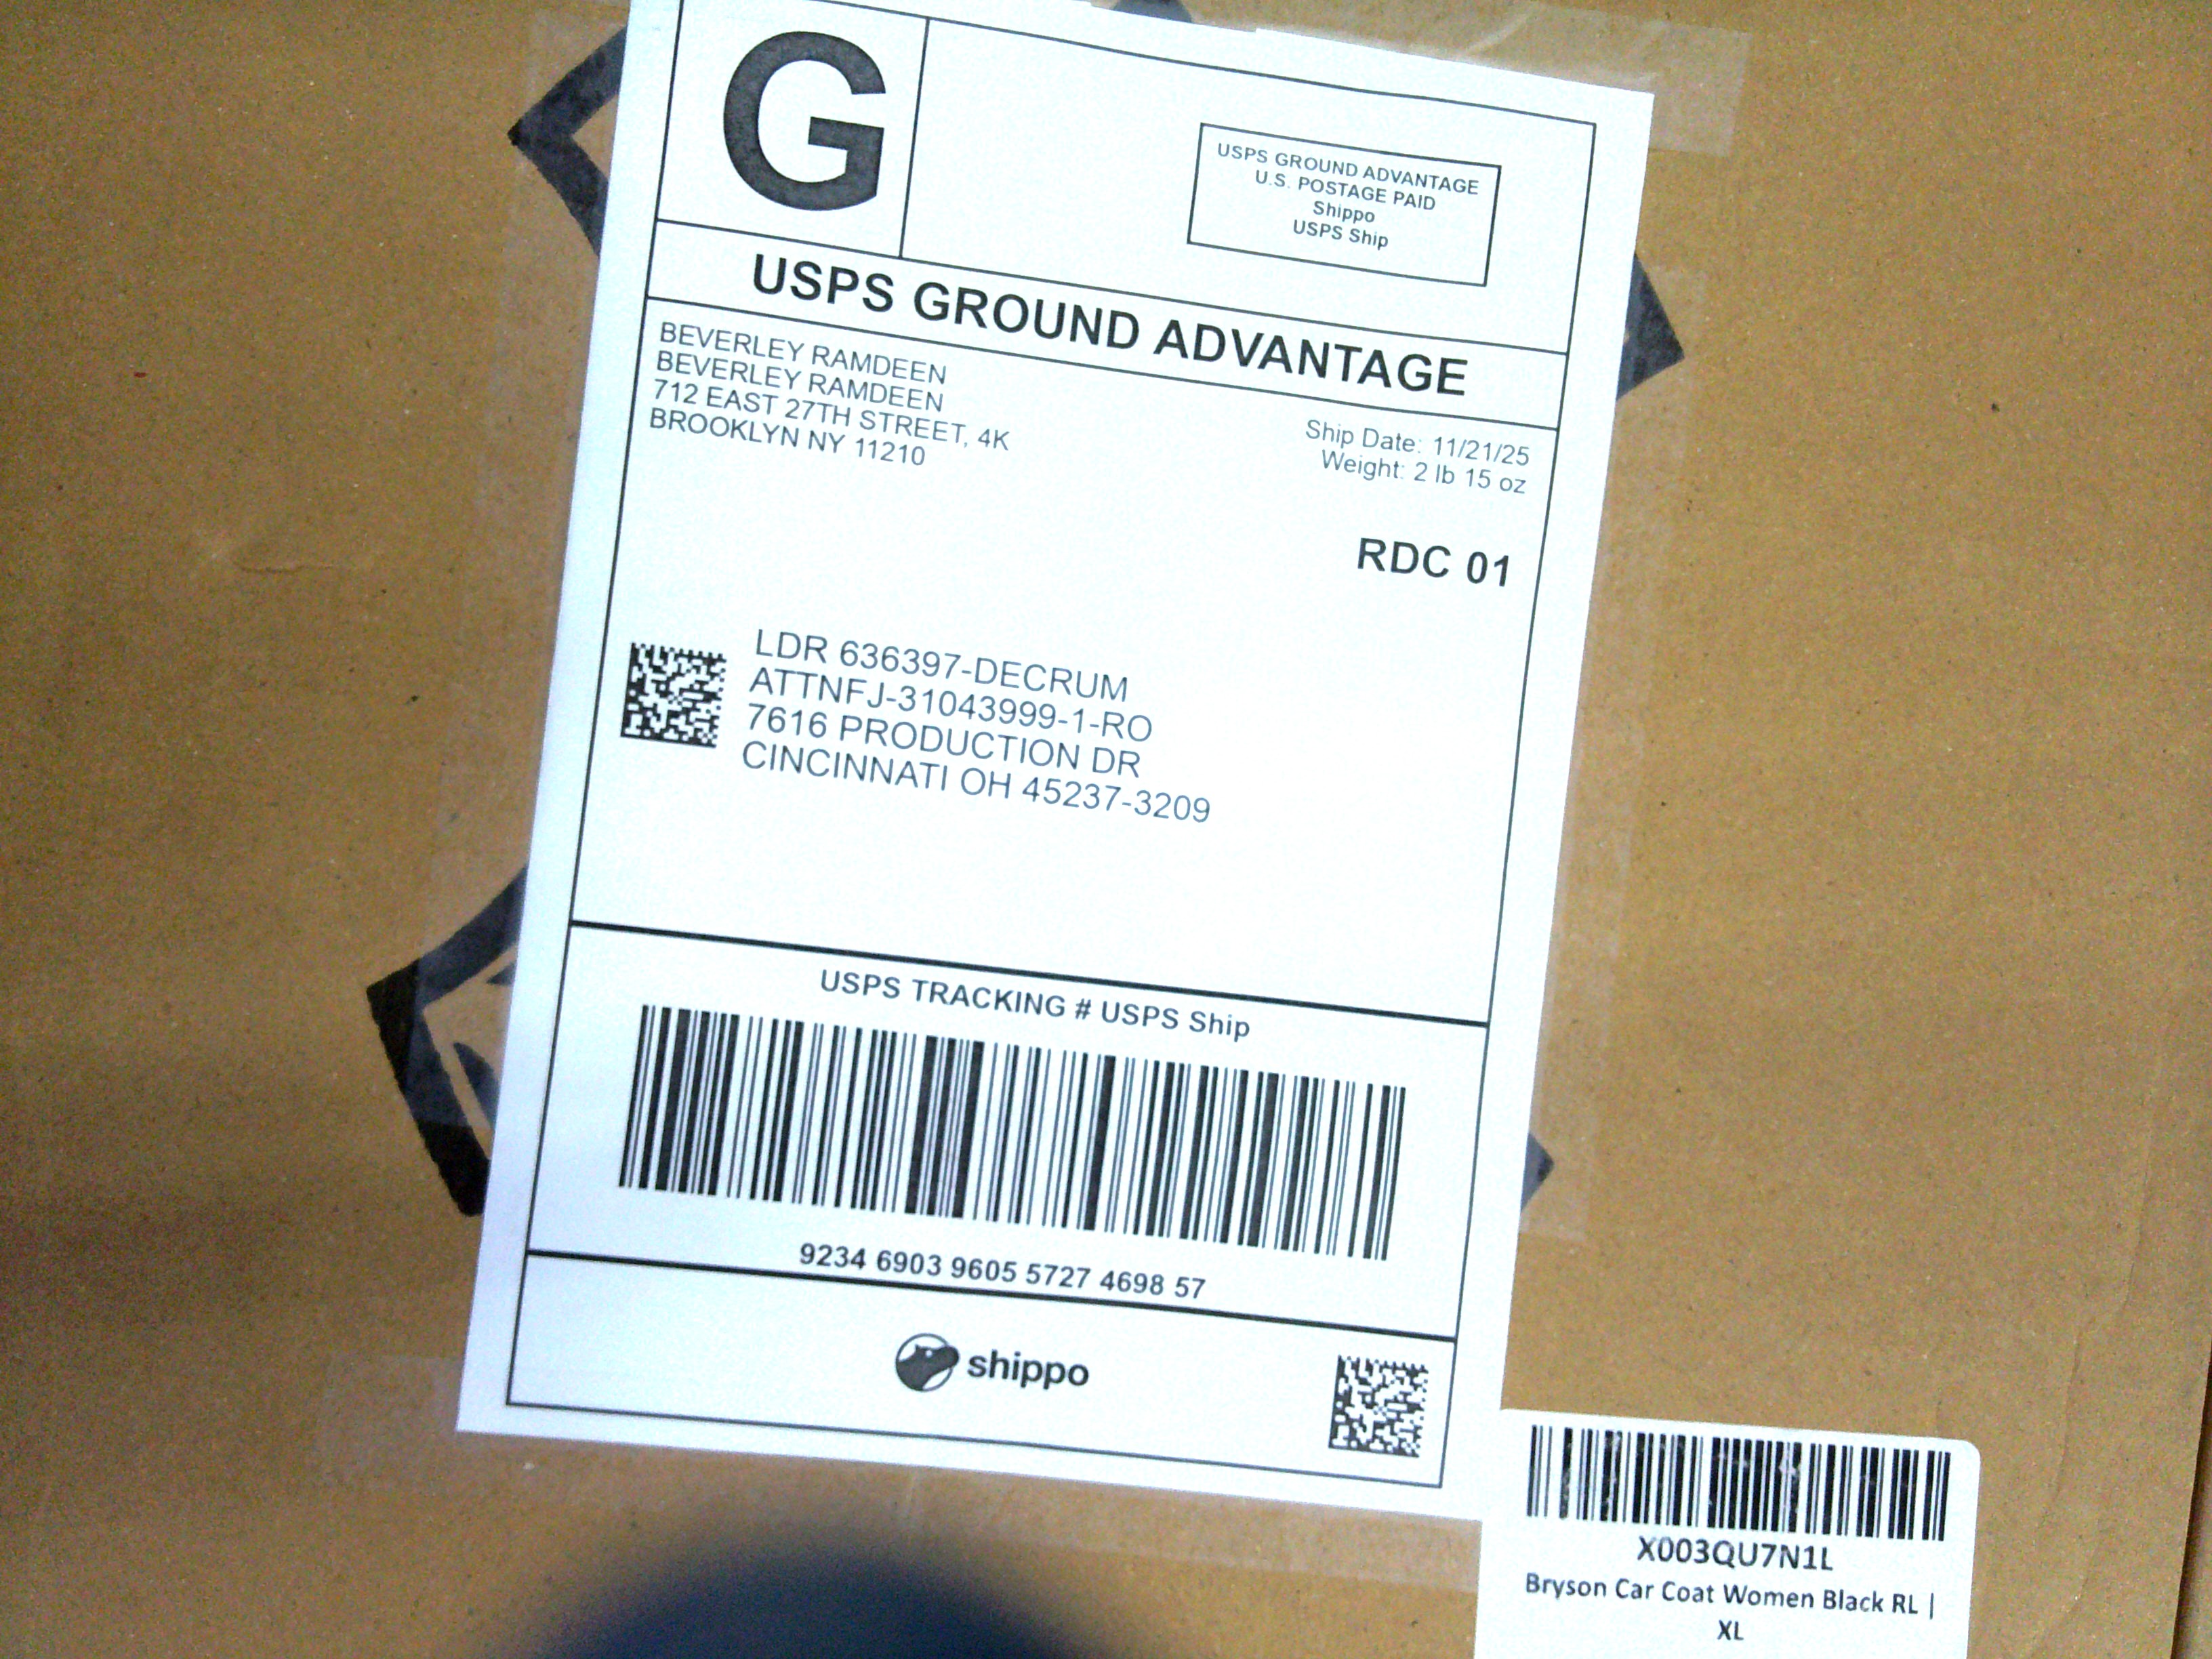 G
USPS GROUND ADVANTAGE
U.S. POSTAGE PAID
Shippo
USPS Ship
USPS GROUND ADVANTAGE
BEVERLEY RAMDEEN
BEVERLEY RAMDEEN
712 EAST 27TH STREET, 4K
BROOKLYN NY 11210
Ship Date: 11/21/25
Weight: 2 lb 15 oz
RDC 01
LDR 636397-DECRUM
ATTNFJ-31043999-1-RO
7616 PRODUCTION DR
CINCINNATI OH 45237-3209
USPS TRACKING # USPS Ship
9234 6903 9605 5727 4698 57
shippo
X003QU7N1L
Bryson Car Coat Women Black RL |
XL